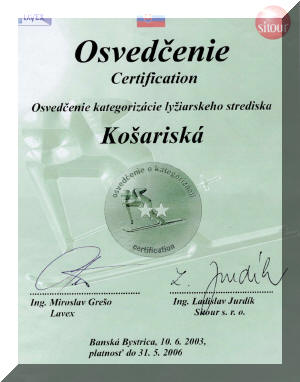 LAVEX
sitour
Osvedčenie
Certification
Osvedčenie kategorizácie lyžiarskeho strediska
Košariská
osvedčenie o kategorizácii
certification
Ing. Miroslav Grešo
Lavex
Ing. Ladislav Jurdík
Sitour s. r. o.
Banská Bystrica, 10. 6. 2003,
platnosť do 31. 5. 2006